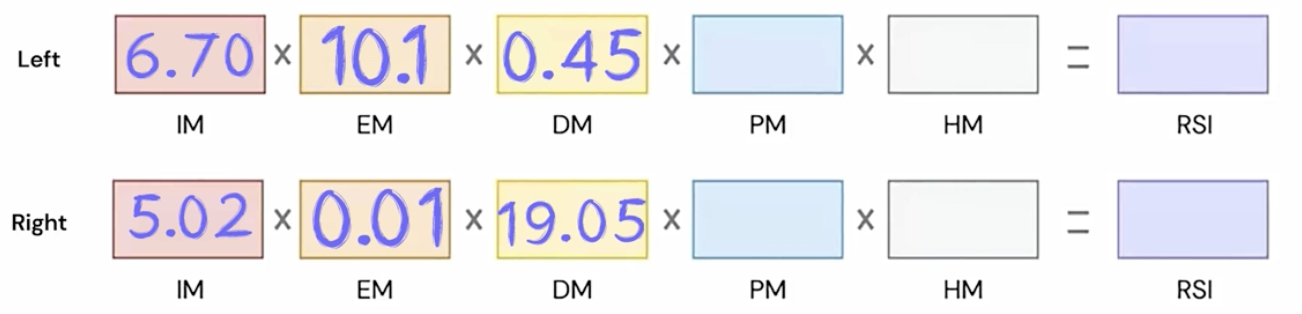 Left 6.70 x 10.1 x 0.45 x x =
IM EM DM PM HM RSI
Right 5.02 x 0.01 x 19.05 x x =
IM EM DM PM HM RSI